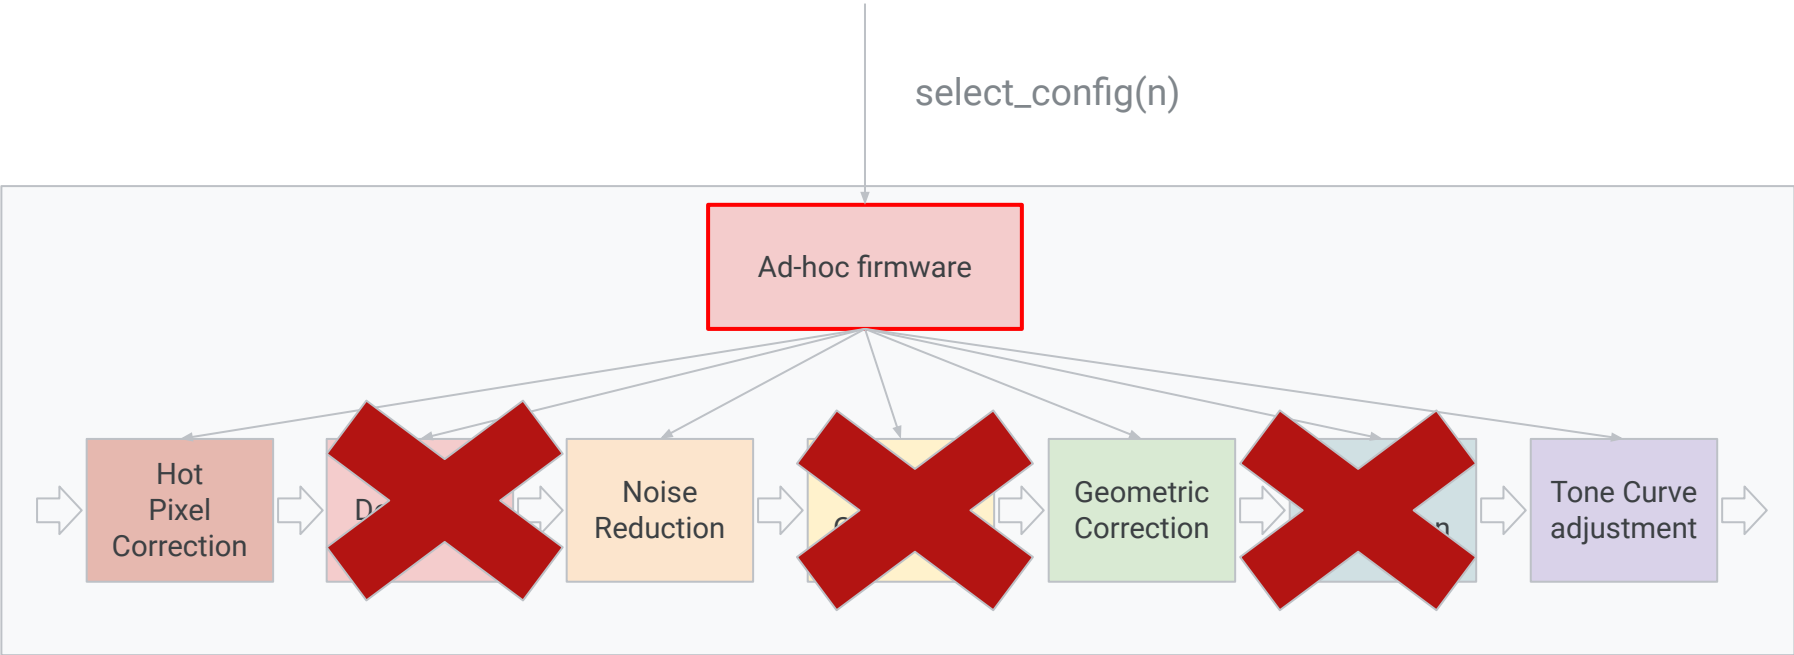 select_config(n)
Ad-hoc firmware
Hot
Pixel
Correction
Noise
Reduction
Geometric
Correction
Tone Curve
adjustment